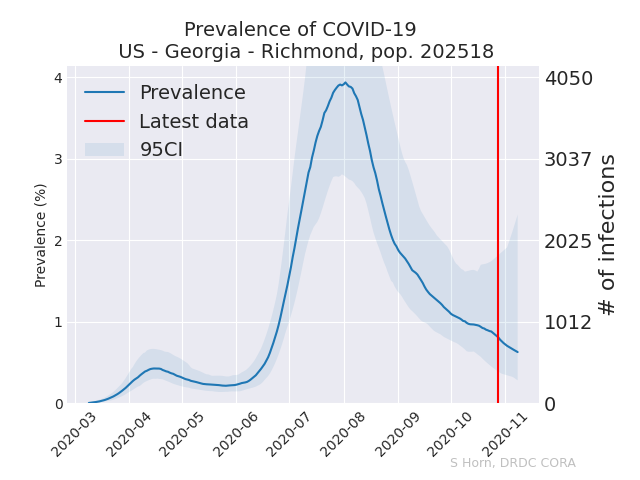 Prevalence of COVID-19
US - Georgia - Richmond, pop. 202518
Prevalence
Latest data
95CI
Prevalence (%)
4
3
2
1
0
4050
3037
2025
1012
0
# of infections
2020-03
2020-04
2020-05
2020-06
2020-07
2020-08
2020-09
2020-10
2020-11
S Horn, DRDC CORA